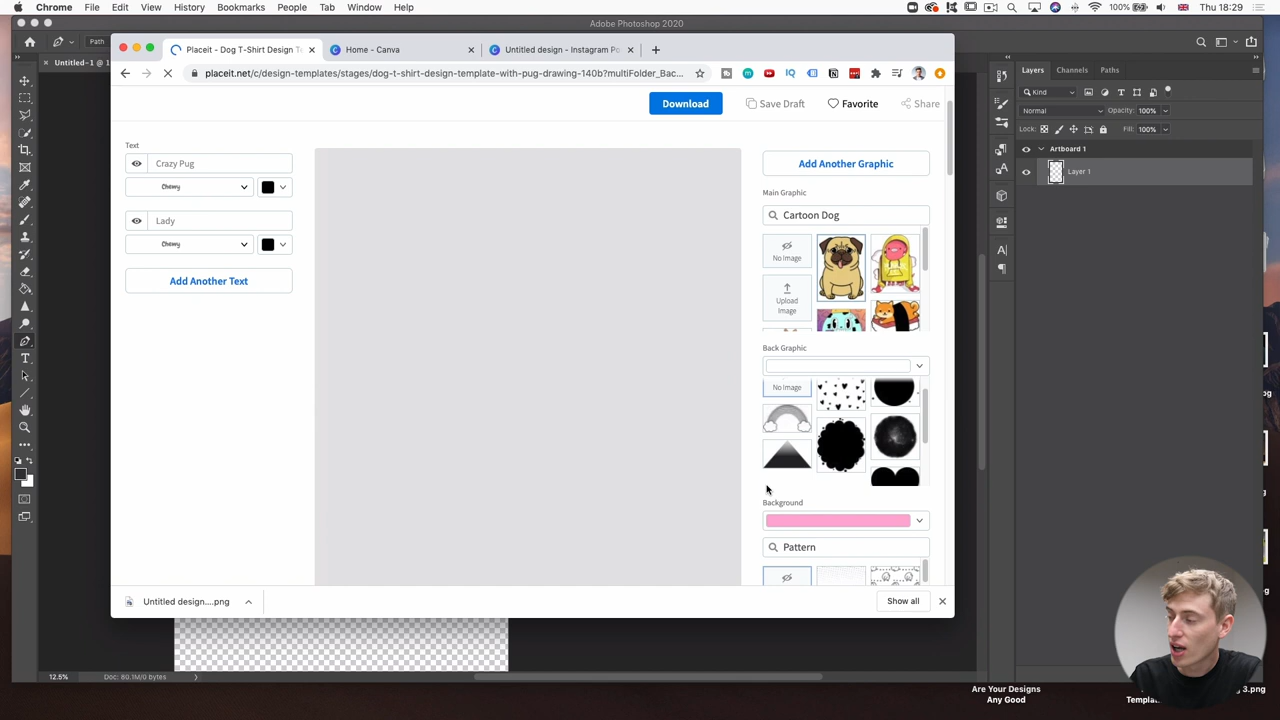 Chrome File Edit View History Bookmarks People Tab Window Help 100% Thu 18:29
Adobe Photoshop 2020
Path
Untitled-1 @ 1
Placeit - Dog T-Shirt Design Te
Home - Canva
Untitled design - Instagram Po
placeit.net/c/design-templates/stages/dog-t-shirt-design-template-with-pug-drawing-140b?multiFolder_Bac...
Download
Save Draft
Favorite
Share
Text
Crazy Pug
Chewy
Lady
Chewy
Add Another Text
Add Another Graphic
Main Graphic
Cartoon Dog
No Image
Upload
Image
Back Graphic
No Image
Background
Pattern
Untitled design....png
Show all
12.5%
Doc: 80.1M/0 bytes
Layers Channels Paths
Kind
Normal
Opacity: 100%
Lock:
Fill: 100%
Artboard 1
Layer 1
Are Your Designs
Any Good
Templat
3.png